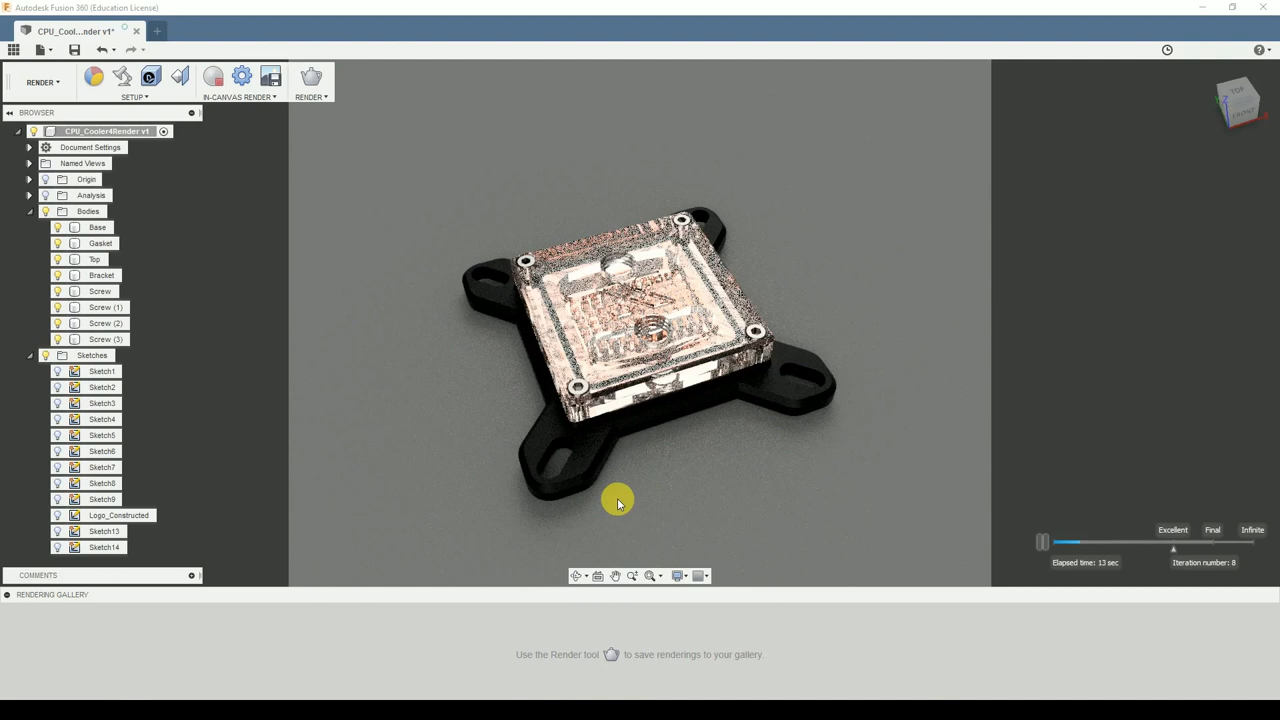 Autodesk Fusion 360 (Education License)
CPU_Cool...nder v1*
RENDER
SETUP
IN-CANVAS RENDER
RENDER
TOP
FRONT
Z
X
BROWSER
CPU_Cooler4Render v1
Document Settings
Named Views
Origin
Analysis
Bodies
Base
Gasket
Top
Bracket
Screw
Screw (1)
Screw (2)
Screw (3)
Sketches
Sketch1
Sketch2
Sketch3
Sketch4
Sketch5
Sketch6
Sketch7
Sketch8
Sketch9
Logo_Constructed
Sketch13
Sketch14
Excellent Final Infinite
Elapsed time: 13 sec Iteration number: 8
COMMENTS
RENDERING GALLERY
Use the Render tool to save renderings to your gallery.